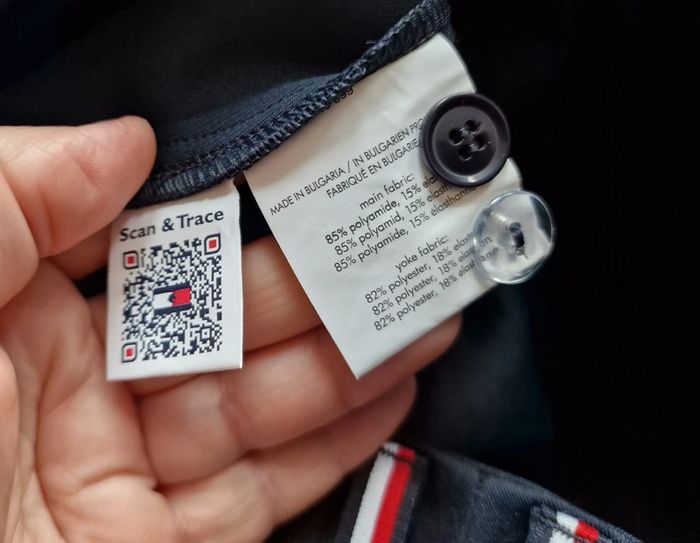 Scan & Trace
MADE IN BULGARIA / IN BULGARIEN
FABRIQUÉ EN BULGARIE
main fabric:
85% polyamide, 15%
85% polyamid, 15%
85% polyamide, 15% elasthanne
yoke fabric:
82% polyester, 18%
82% polyester, 18%
82% polyester, 18%